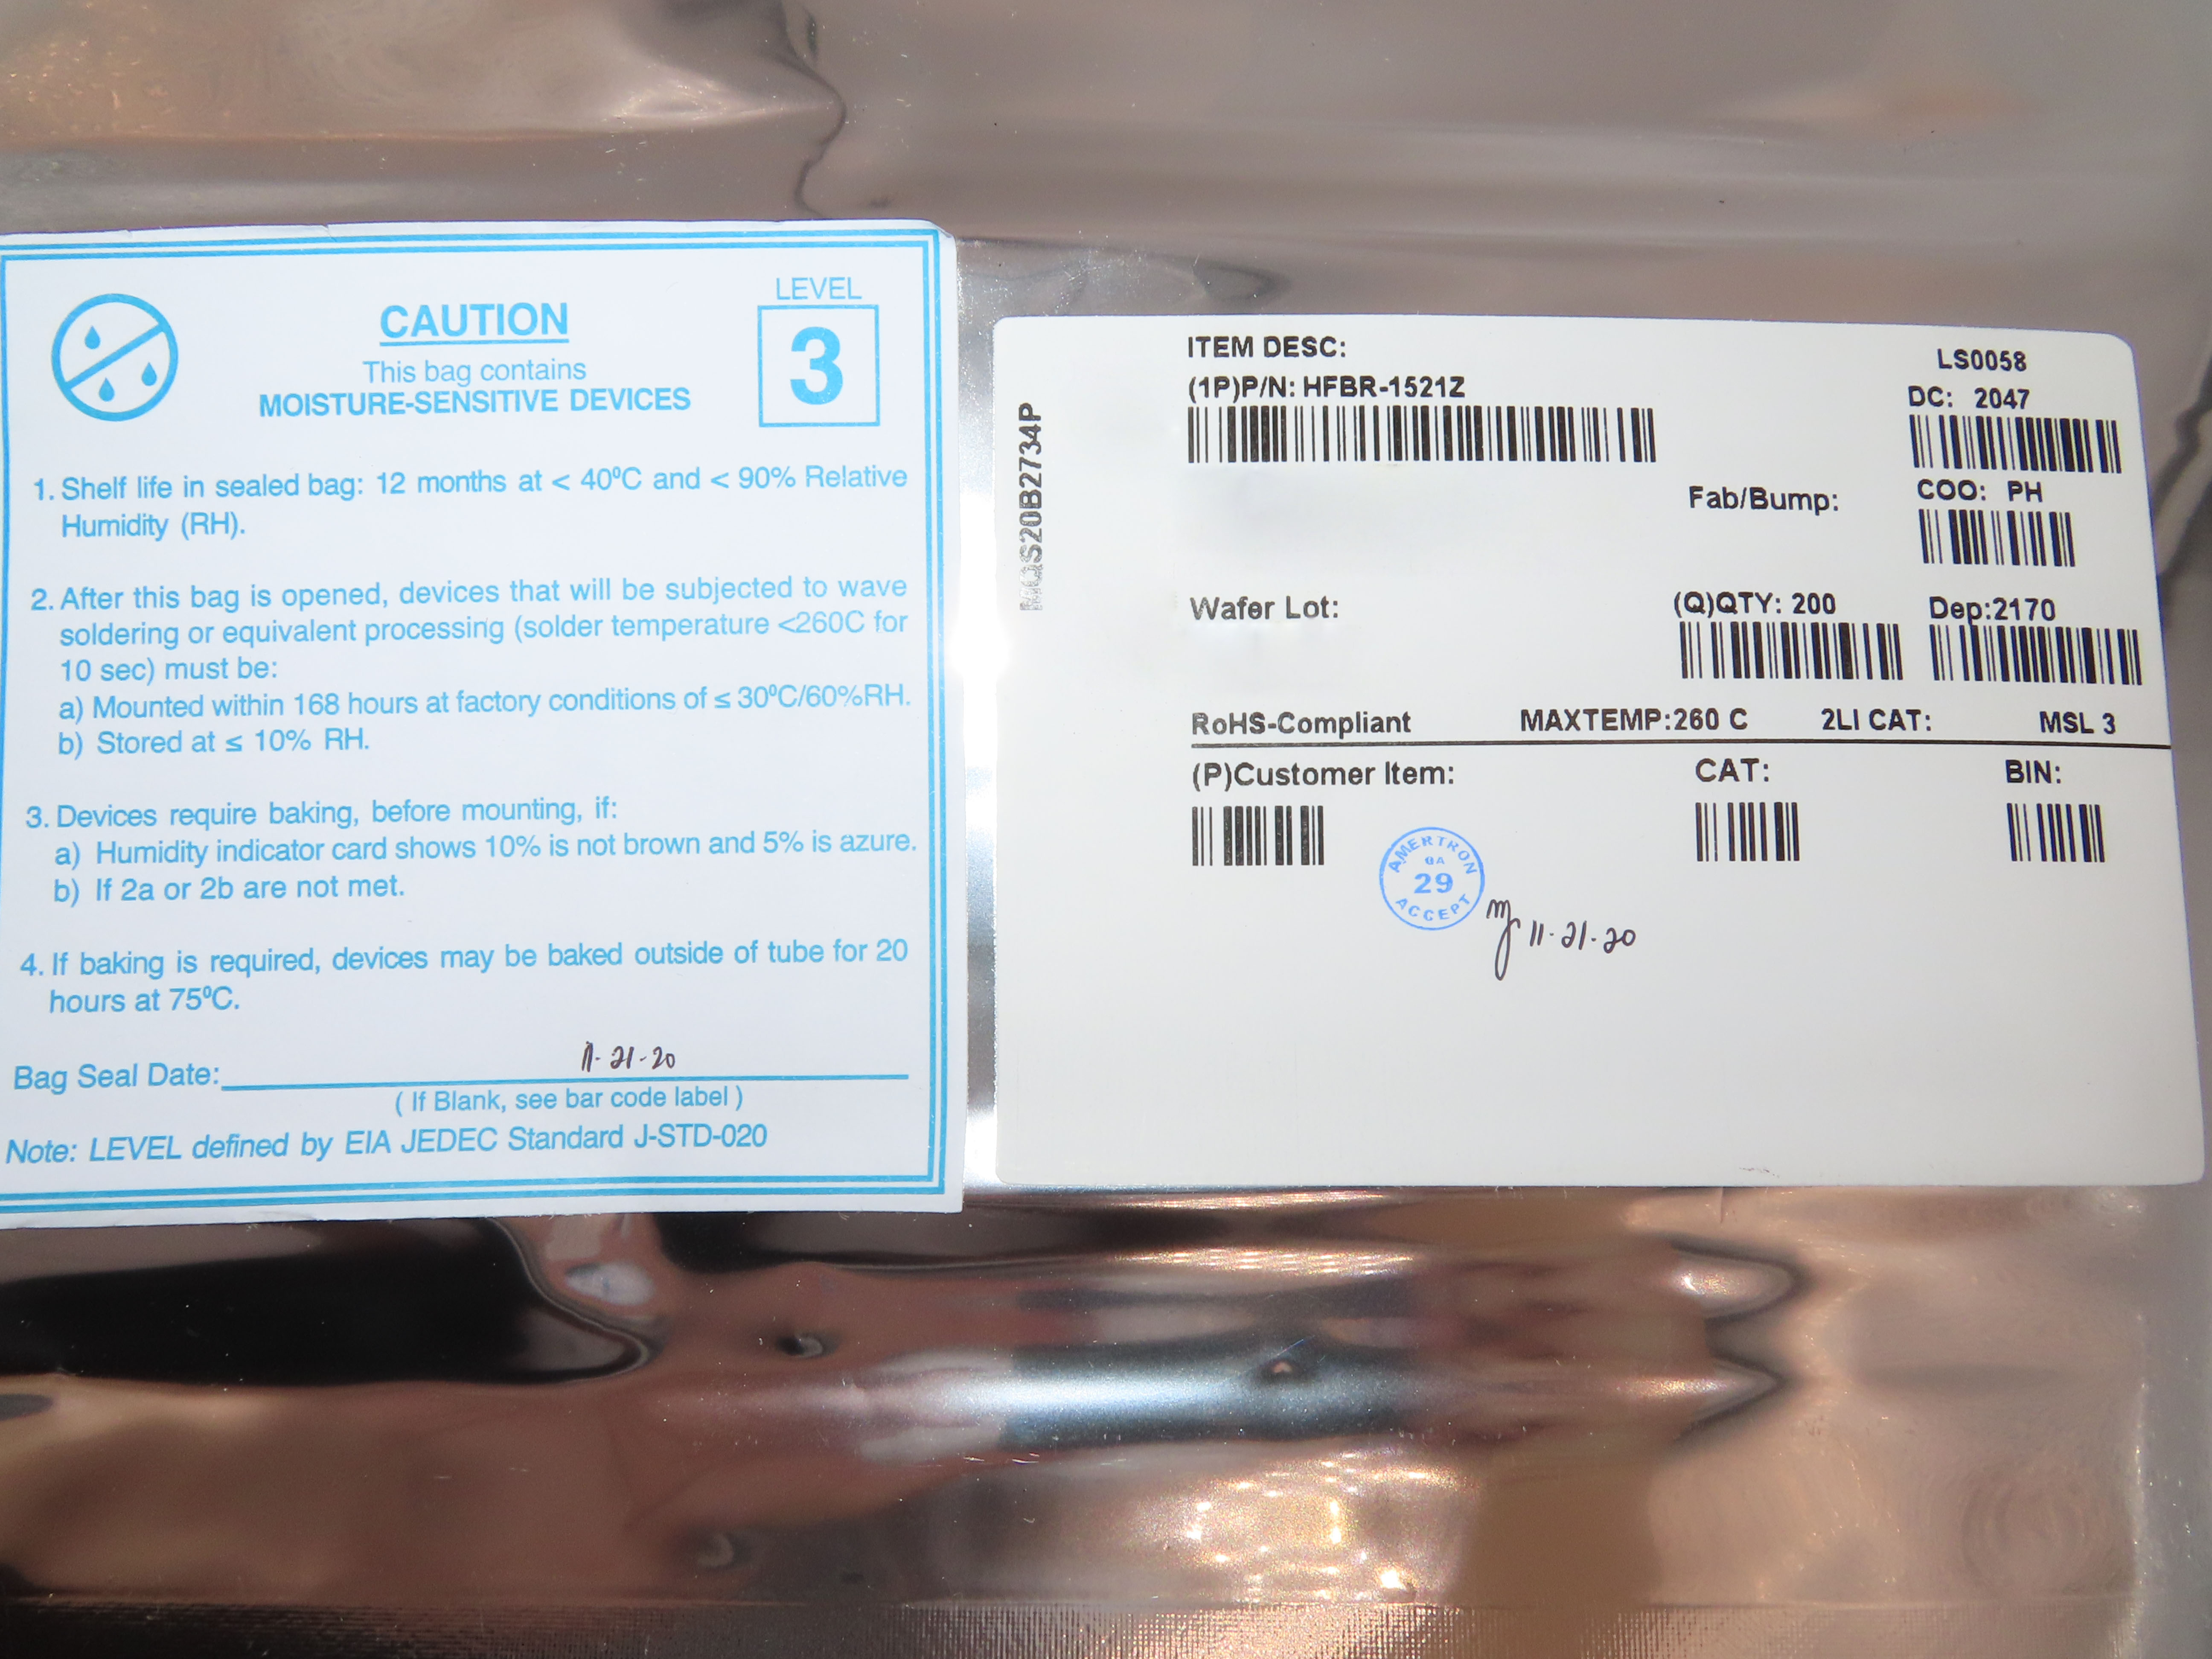 LEVEL
3
CAUTION
This bag contains
MOISTURE-SENSITIVE DEVICES
1. Shelf life in sealed bag: 12 months at < 40ºC and < 90% Relative
Humidity (RH).
2. After this bag is opened, devices that will be subjected to wave
soldering or equivalent processing (solder temperature <260C for
10 sec) must be:
a) Mounted within 168 hours at factory conditions of ≤ 30ºC/60%RH.
b) Stored at ≤ 10% RH.
3. Devices require baking, before mounting, if:
a) Humidity indicator card shows 10% is not brown and 5% is azure.
b) If 2a or 2b are not met.
4. If baking is required, devices may be baked outside of tube for 20
hours at 75ºC.
Bag Seal Date: 11-21-20
( If Blank, see bar code label )
Note: LEVEL defined by EIA JEDEC Standard J-STD-020
MQS20B2734P
ITEM DESC:
LS0058
(1P)P/N: HFBR-1521Z
DC: 2047
Fab/Bump:
COO: PH
Wafer Lot:
(Q)QTY: 200
Dep:2170
RoHS-Compliant MAXTEMP:260 C 2LI CAT: MSL 3
(P)Customer Item: CAT: BIN:
AMERTRON
QA
29
ACCEPT
11-21-20